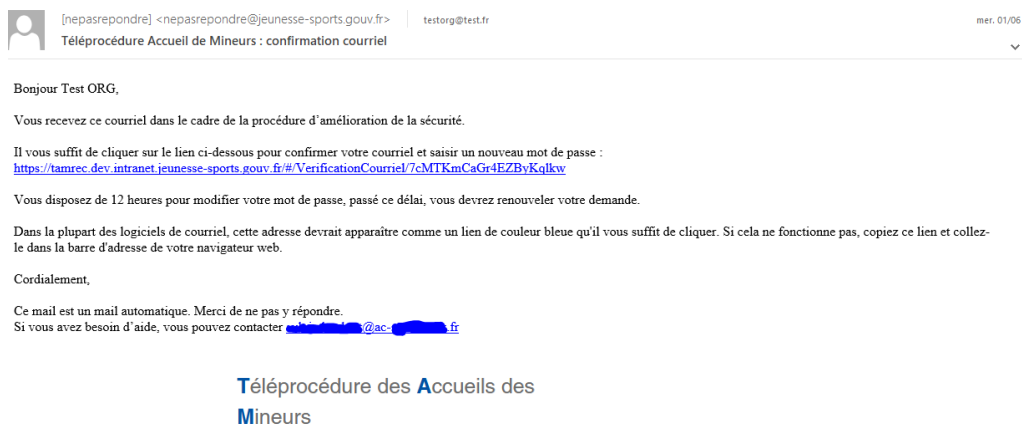 [nepasrepondre] <nepasrepondre@jeunesse-sports.gouv.fr> testorg@test.fr mer. 01/06
Téléprocédure Accueil de Mineurs : confirmation courriel
Bonjour Test ORG,
Vous recevez ce courriel dans le cadre de la procédure d’amélioration de la sécurité.
Il vous suffit de cliquer sur le lien ci-dessous pour confirmer votre courriel et saisir un nouveau mot de passe :
https://tamrec.dev.intranet.jeunesse-sports.gouv.fr/#/VerificationCourriel/7cMTKmCaGr4EZByKqlkw
Vous disposez de 12 heures pour modifier votre mot de passe, passé ce délai, vous devrez renouveler votre demande.
Dans la plupart des logiciels de courriel, cette adresse devrait apparaître comme un lien de couleur bleue qu'il vous suffit de cliquer. Si cela ne fonctionne pas, copiez ce lien et collez-
le dans la barre d'adresse de votre navigateur web.
Cordialement,
Ce mail est un mail automatique. Merci de ne pas y répondre.
Si vous avez besoin d’aide, vous pouvez contacter @ac- .fr
Téléprocédure des Accueils des
Mineurs